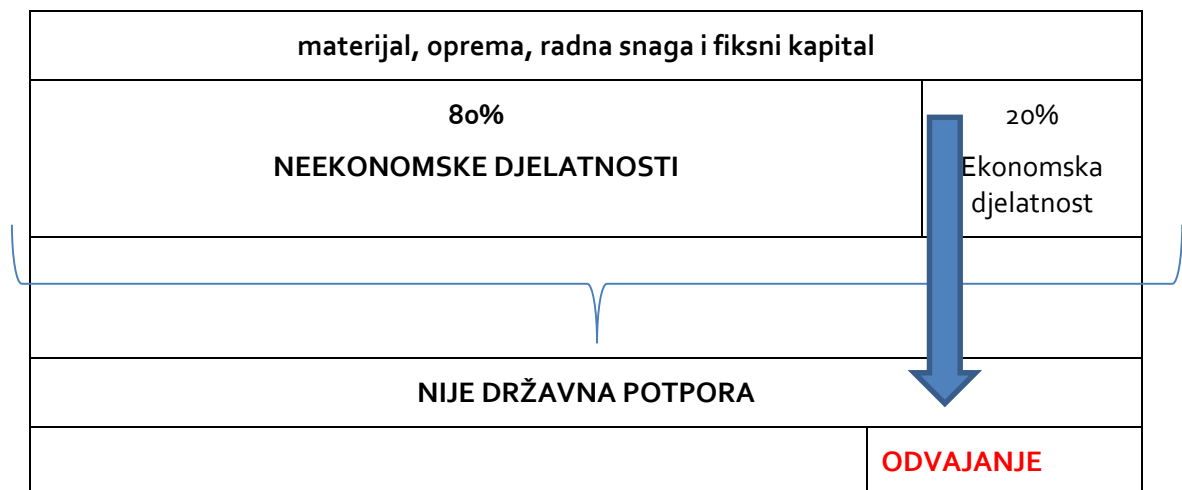 materijal, oprema, radna snaga i fiksni kapital
80%
NEEKONOMSKE DJELATNOSTI
20%
Ekonomska
djelatnost
NIJE DRŽAVNA POTPORA
ODVAJANJE